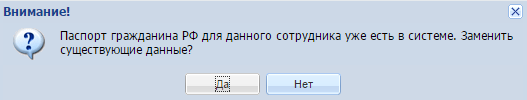 Внимание!
Паспорт гражданина РФ для данного сотрудника уже есть в системе. Заменить
существующие данные?
Да
Нет